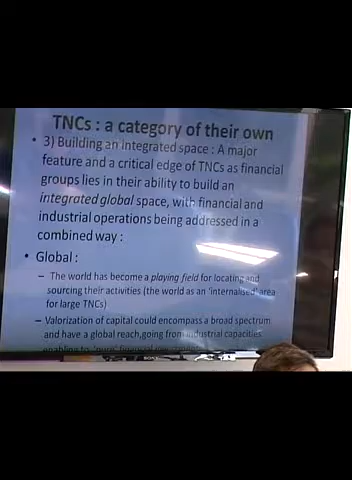 TNCs : a category of their own
• 3) Building an integrated space : A major
feature and a critical edge of TNCs as financial
groups lies in their ability to build an
integrated global space, with financial and
industrial operations being addressed in a
combined way :
• Global :
– The world has become a playing field for locating and
sourcing their activities (the world as an 'internalised' area
for large TNCs)
– Valorization of capital could encompass a broad spectrum
and have a global reach, going from industrial capacities
enabling to 'pure' financial